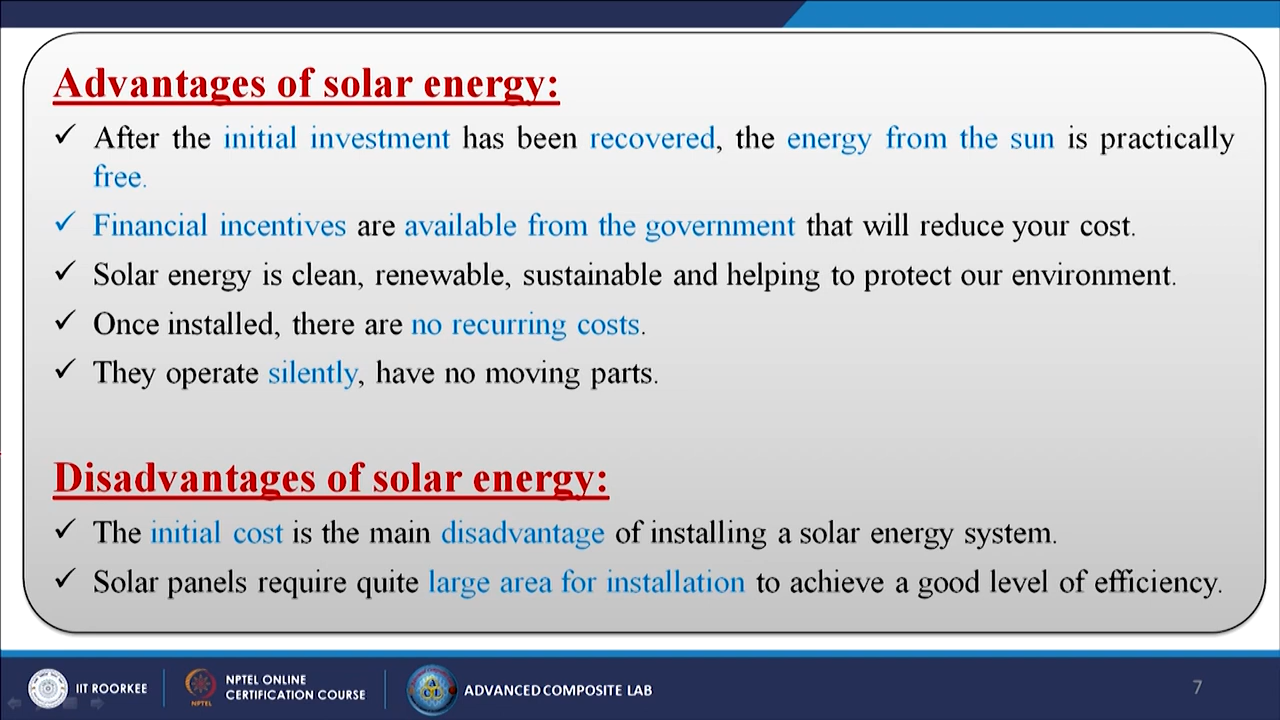 Advantages of solar energy:
✓ After the initial investment has been recovered, the energy from the sun is practically
free.
✓ Financial incentives are available from the government that will reduce your cost.
✓ Solar energy is clean, renewable, sustainable and helping to protect our environment.
✓ Once installed, there are no recurring costs.
✓ They operate silently, have no moving parts.
Disadvantages of solar energy:
✓ The initial cost is the main disadvantage of installing a solar energy system.
✓ Solar panels require quite large area for installation to achieve a good level of efficiency.
IIT ROORKEE
NPTEL
NPTEL ONLINE
CERTIFICATION COURSE
ACL
ADVANCED COMPOSITE LAB
7